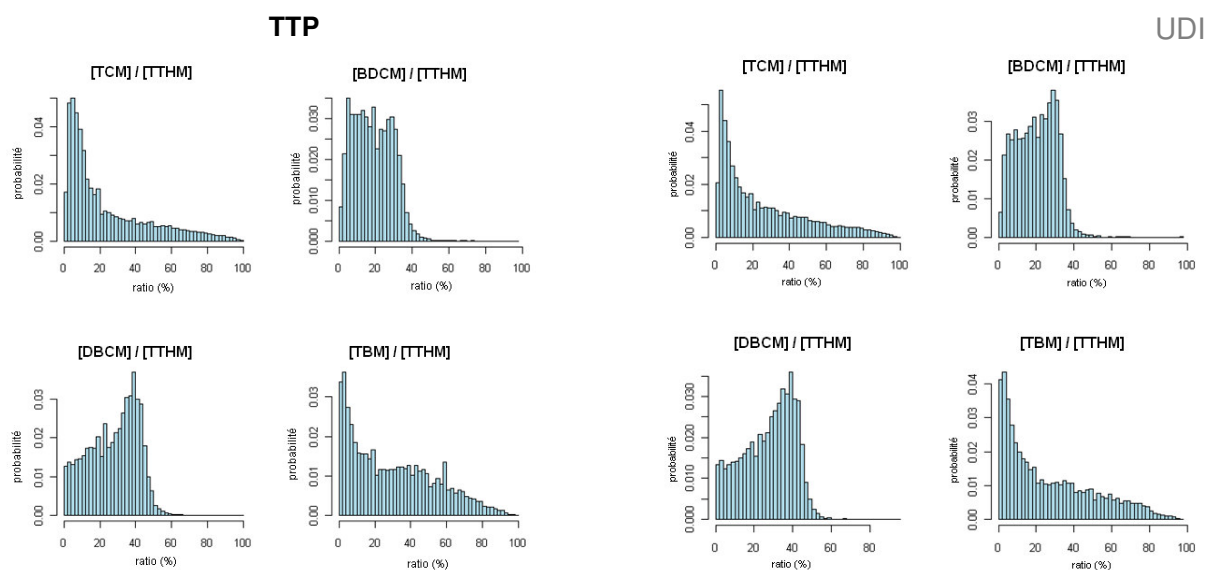 TTP
UDI
[TCM] / [TTHM]
probabilité
0.00 0.02 0.04
0 20 40 60 80 100
ratio (%)
[BDCM] / [TTHM]
probabilité
0.000 0.010 0.020 0.030
0 20 40 60 80 100
ratio (%)
[TCM] / [TTHM]
probabilité
0.00 0.02 0.04
0 20 40 60 80 100
ratio (%)
[BDCM] / [TTHM]
probabilité
0.00 0.01 0.02 0.03
0 20 40 60 80 100
ratio (%)
[DBCM] / [TTHM]
probabilité
0.00 0.01 0.02 0.03
0 20 40 60 80 100
ratio (%)
[TBM] / [TTHM]
probabilité
0.00 0.01 0.02 0.03
0 20 40 60 80 100
ratio (%)
[DBCM] / [TTHM]
probabilité
0.000 0.010 0.020 0.030
0 20 40 60 80
ratio (%)
[TBM] / [TTHM]
probabilité
0.00 0.01 0.02 0.03 0.04
0 20 40 60 80 100
ratio (%)